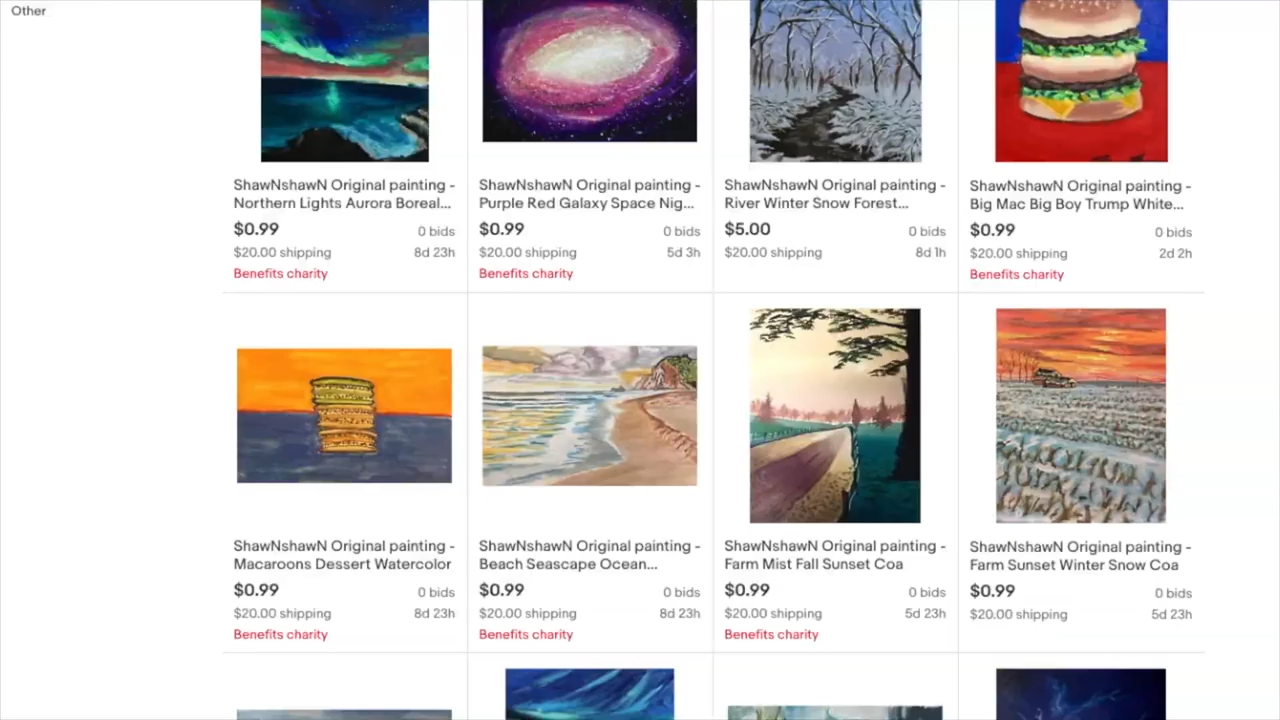 Other
ShawNshawN Original painting -
Northern Lights Aurora Boreal...
$0.99
0 bids
$20.00 shipping
8d 23h
Benefits charity
ShawNshawN Original painting -
Purple Red Galaxy Space Nig...
$0.99
0 bids
$20.00 shipping
5d 3h
Benefits charity
ShawNshawN Original painting -
River Winter Snow Forest...
$5.00
0 bids
$20.00 shipping
8d 1h
ShawNshawN Original painting -
Big Mac Big Boy Trump White...
$0.99
0 bids
$20.00 shipping
2d 2h
Benefits charity
ShawNshawN Original painting -
Macaroons Dessert Watercolor
$0.99
0 bids
$20.00 shipping
8d 23h
Benefits charity
ShawNshawN Original painting -
Beach Seascape Ocean...
$0.99
0 bids
$20.00 shipping
8d 23h
Benefits charity
ShawNshawN Original painting -
Farm Mist Fall Sunset Coa
$0.99
0 bids
$20.00 shipping
5d 23h
Benefits charity
ShawNshawN Original painting -
Farm Sunset Winter Snow Coa
$0.99
0 bids
$20.00 shipping
5d 23h